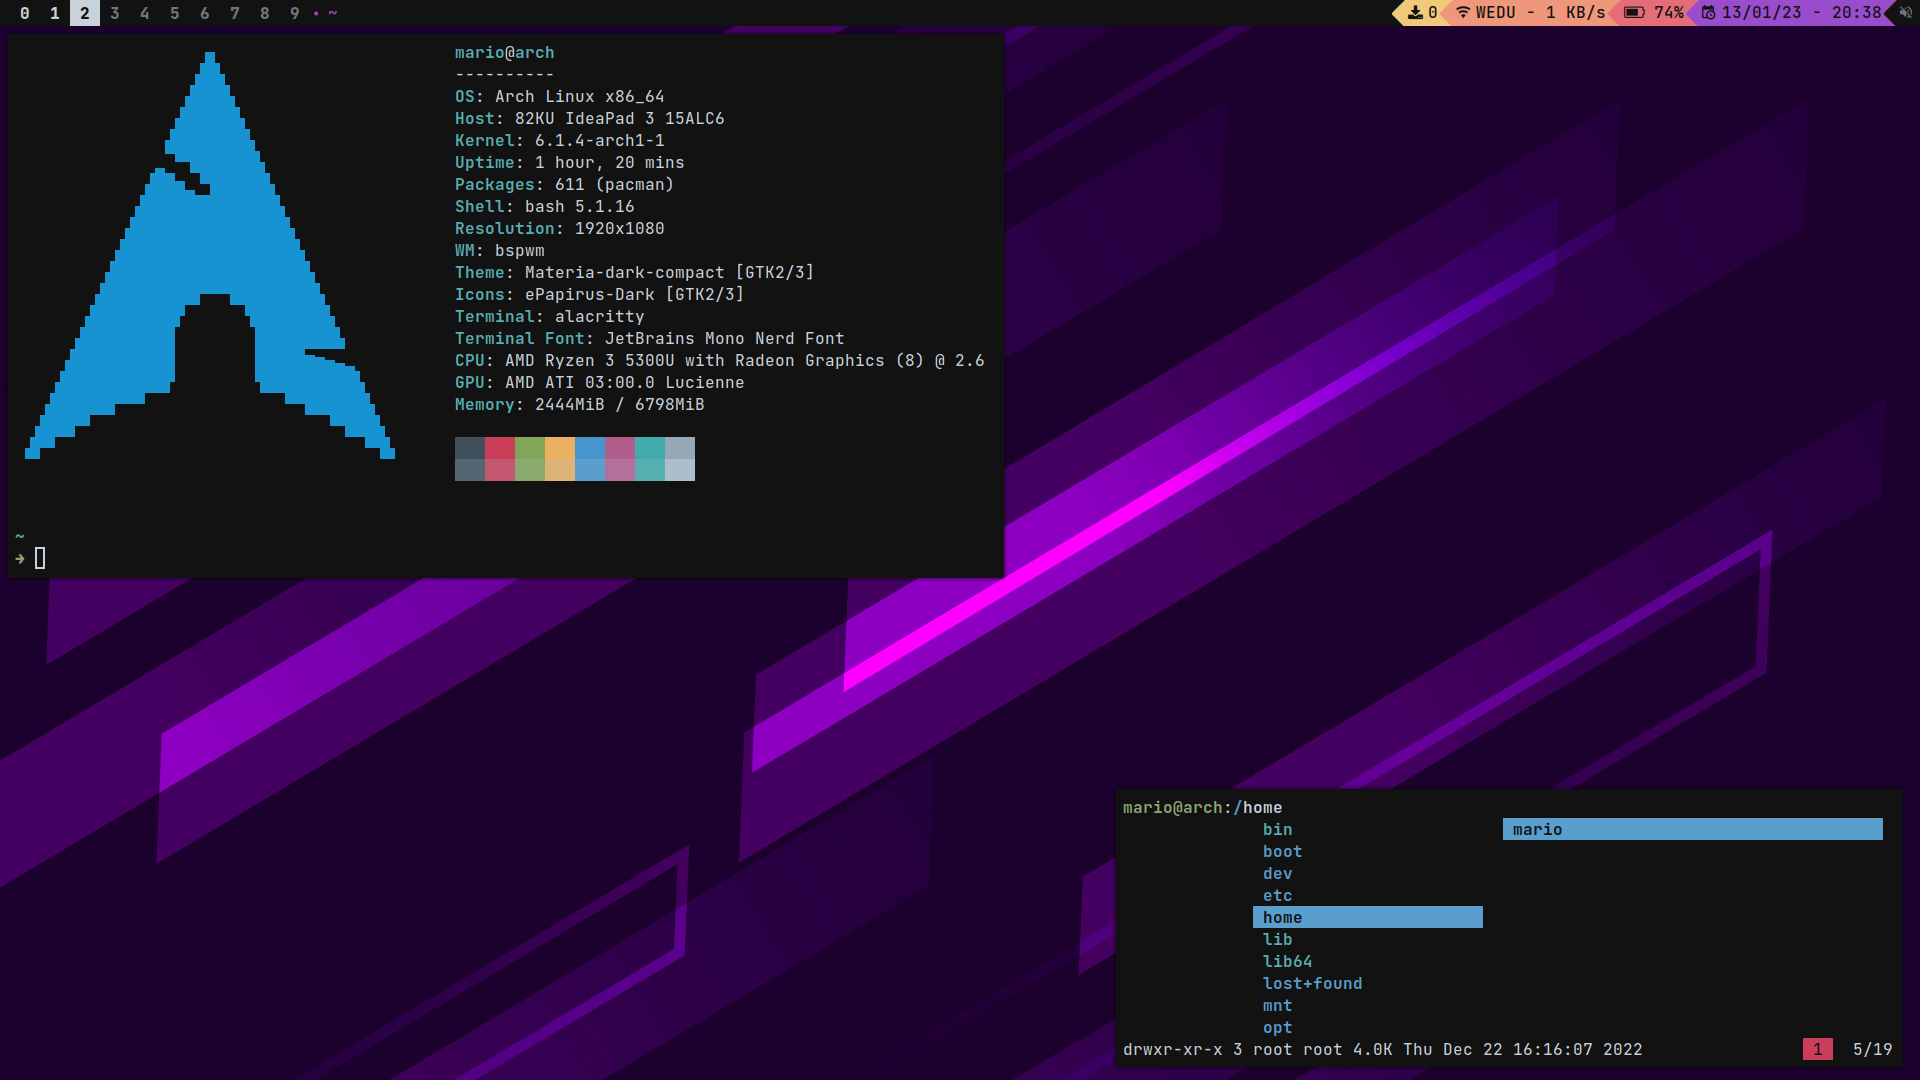 0 1 2 3 4 5 6 7 8 9 • ~
0 WEDU - 1 KB/s 74% 13/01/23 - 20:38
mario@arch
----------
OS: Arch Linux x86_64
Host: 82KU IdeaPad 3 15ALC6
Kernel: 6.1.4-arch1-1
Uptime: 1 hour, 20 mins
Packages: 611 (pacman)
Shell: bash 5.1.16
Resolution: 1920x1080
WM: bspwm
Theme: Materia-dark-compact [GTK2/3]
Icons: ePapirus-Dark [GTK2/3]
Terminal: alacritty
Terminal Font: JetBrains Mono Nerd Font
CPU: AMD Ryzen 3 5300U with Radeon Graphics (8) @ 2.6
GPU: AMD ATI 03:00.0 Lucienne
Memory: 2444MiB / 6798MiB
~
➜
mario@arch:/home
bin
boot
dev
etc
home
lib
lib64
lost+found
mnt
opt
mario
drwxr-xr-x 3 root root 4.0K Thu Dec 22 16:16:07 2022 1 5/19